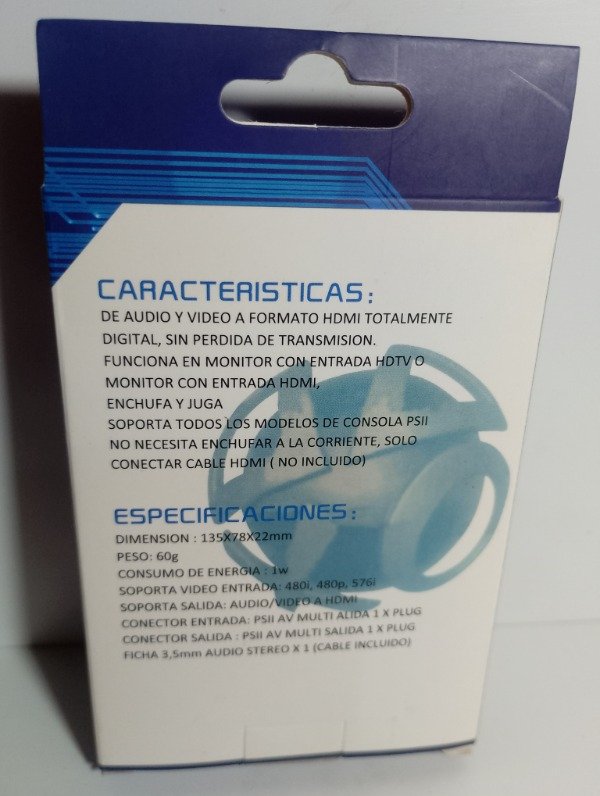 CARACTERISTICAS:
DE AUDIO Y VIDEO A FORMATO HDMI TOTALMENTE
DIGITAL, SIN PERDIDA DE TRANSMISION.
FUNCIONA EN MONITOR CON ENTRADA HDTV O
MONITOR CON ENTRADA HDMI,
ENCHUFA Y JUGA
SOPORTA TODOS LOS MODELOS DE CONSOLA PSII
NO NECESITA ENCHUFAR A LA CORRIENTE, SOLO
CONECTAR CABLE HDMI ( NO INCLUIDO)
ESPECIFICACIONES:
DIMENSION : 135X78X22mm
PESO: 60g
CONSUMO DE ENERGIA : 1w
SOPORTA VIDEO ENTRADA: 480i, 480p, 576i
SOPORTA SALIDA: AUDIO/VIDEO A HDMI
CONECTOR ENTRADA: PSII AV MULTI ALIDA 1 X PLUG
CONECTOR SALIDA : PSII AV MULTI SALIDA 1 X PLUG
FICHA 3,5mm AUDIO STEREO X 1 (CABLE INCLUIDO)